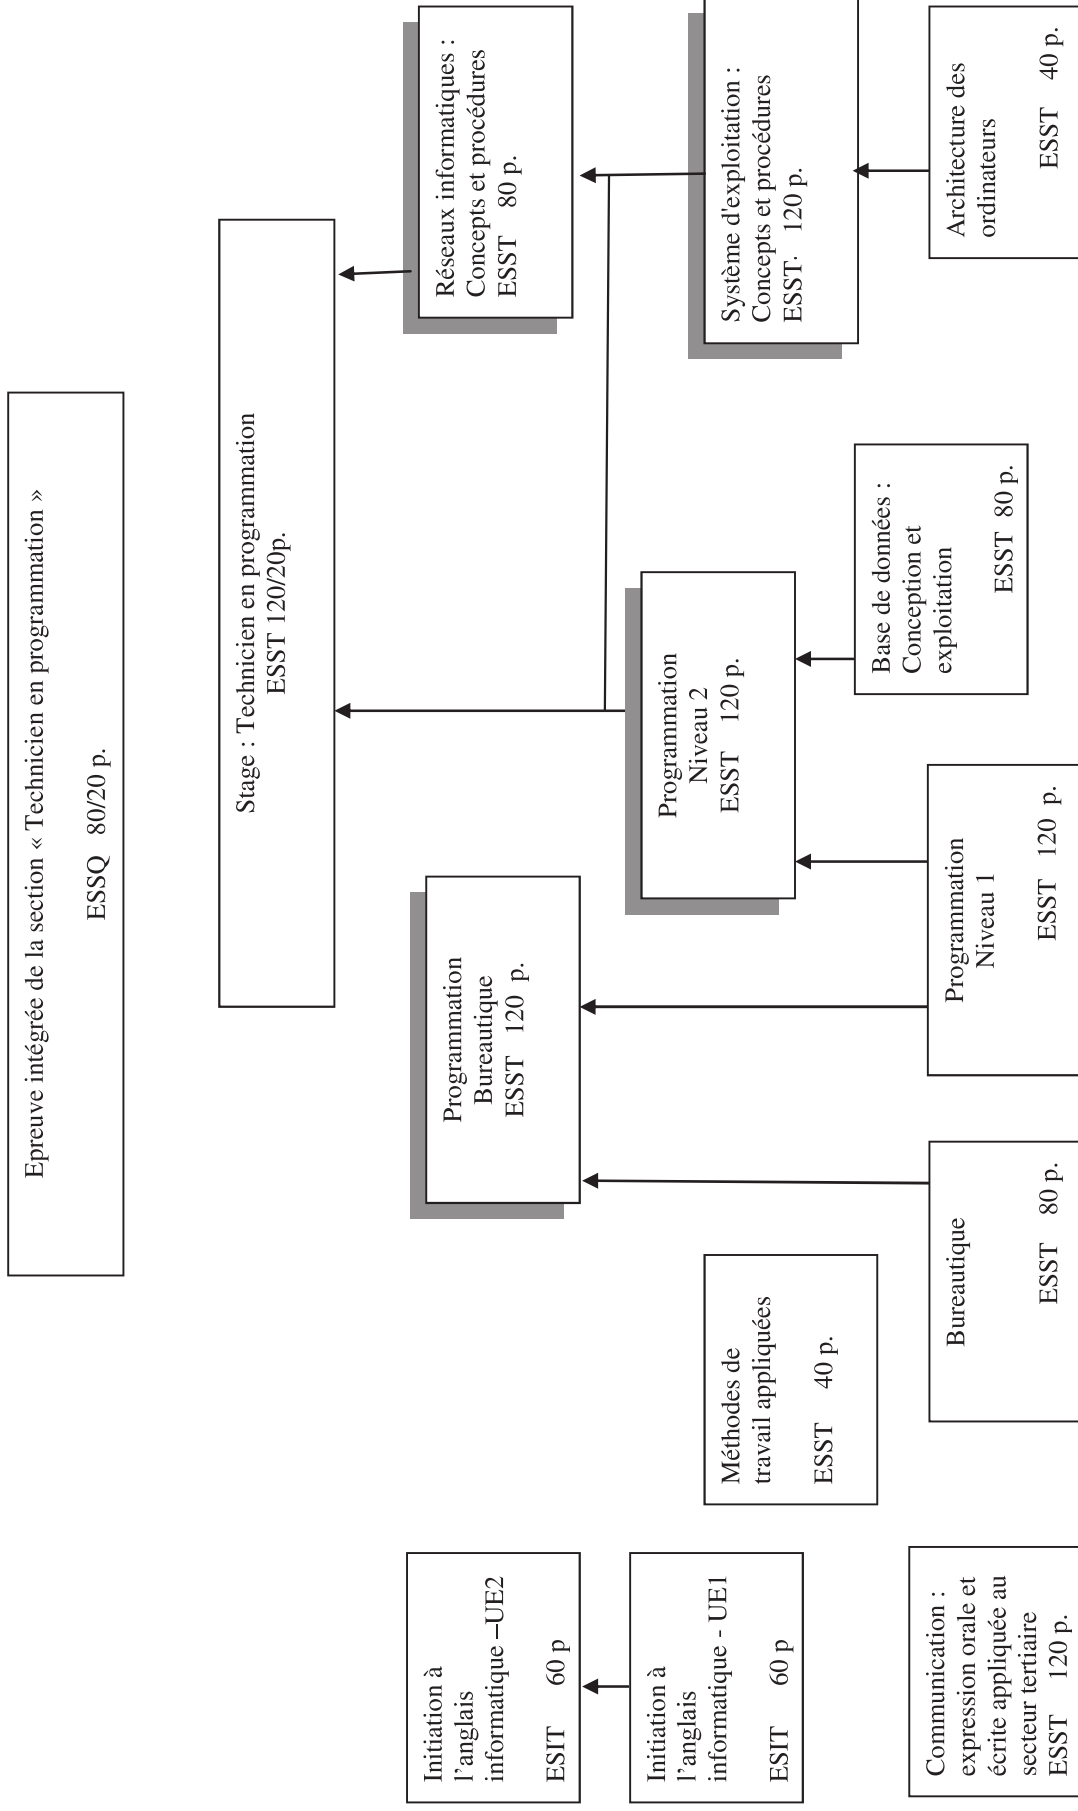 Epreuve intégrée de la section « Technicien en programmation »
ESSQ 80/20 p.
Stage : Technicien en programmation
ESST 120/20p.
Initiation à
l'anglais
informatique –UE2
ESIT 60 p
Programmation
Bureautique
ESST 120 p.
Réseaux informatiques :
Concepts et procédures
ESST 80 p.
Initiation à
l'anglais
informatique - UE1
ESIT 60 p
Méthodes de
travail appliquées
ESST 40 p.
Programmation
Niveau 2
ESST 120 p.
Système d'exploitation :
Concepts et procédures
ESST· 120 p.
Base de données :
Conception et
exploitation
ESST 80 p.
Communication :
expression orale et
écrite appliquée au
secteur tertiaire
ESST 120 p.
Bureautique
ESST 80 p.
Programmation
Niveau 1
ESST 120 p.
Architecture des
ordinateurs
ESST 40 p.